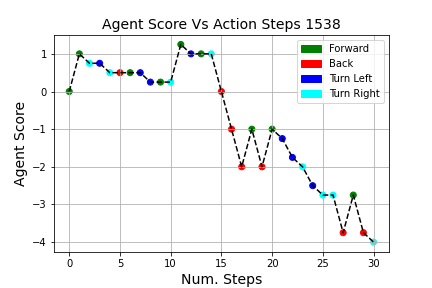 Agent Score Vs Action Steps 1538
Agent Score
1
0
−1
−2
−3
−4
Forward
Back
Turn Left
Turn Right
0 5 10 15 20 25 30
Num. Steps